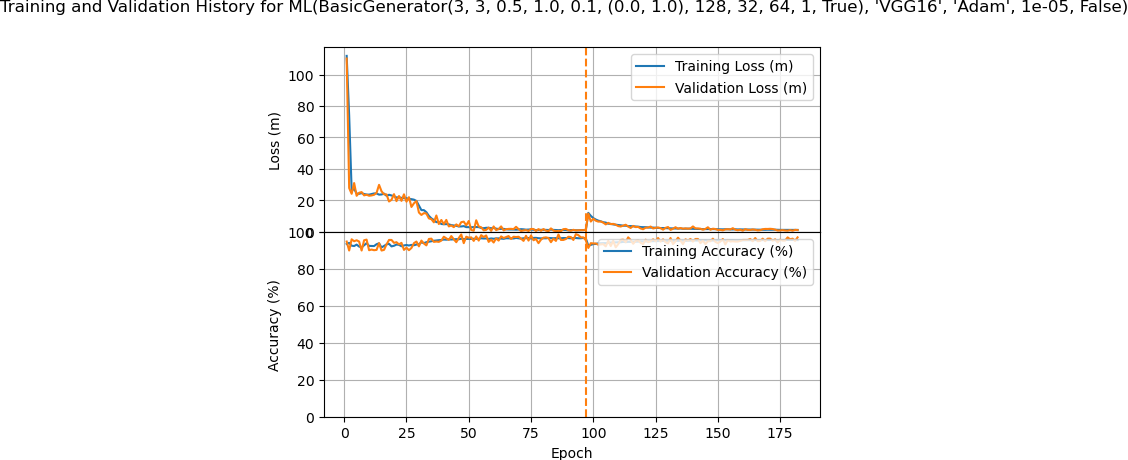 Training and Validation History for ML(BasicGenerator(3, 3, 0.5, 1.0, 0.1, (0.0, 1.0), 128, 32, 64, 1, True), 'VGG16', 'Adam', 1e-05, False)
Training Loss (m)
Validation Loss (m)
Loss (m)
100
80
60
40
20
0
Training Accuracy (%)
Validation Accuracy (%)
Accuracy (%)
100
80
60
40
20
0
0 25 50 75 100 125 150 175
Epoch